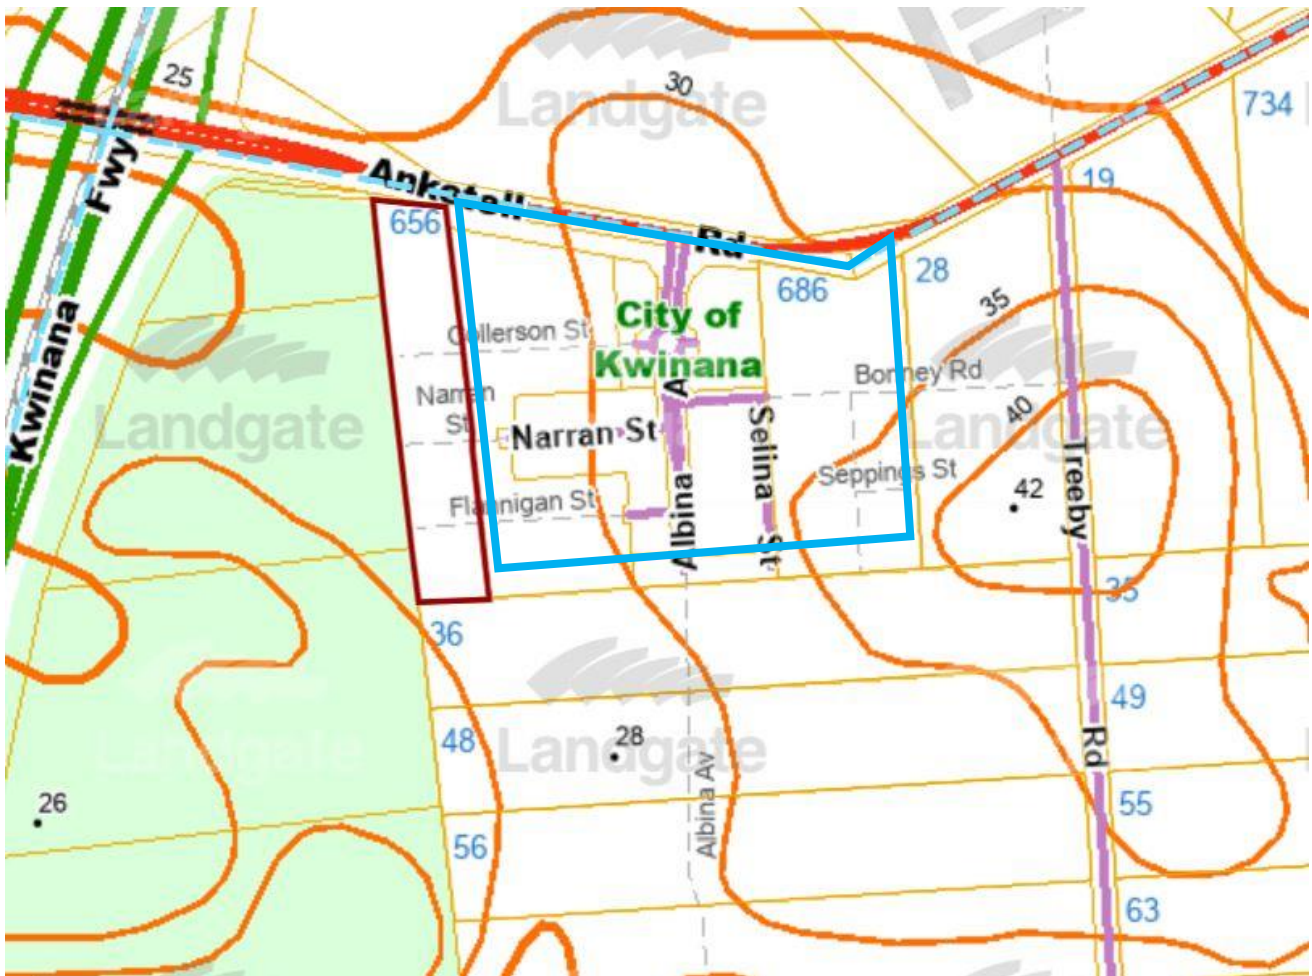 Landgate
Landgate
25
30
734
Fwy
Ankstell
19
656
Rd
28
686
35
City of
Kwinana
Collerson St
Kwinana
Bonney Rd
Narran
St
Landgate
Narran St
A
40
Landgate
Selina St
Seppings St
42
Treeby
Flannigan St
Albina
35
36
49
48
28
Landgate
Rd
Landgate
Albina Av
26
55
56
63